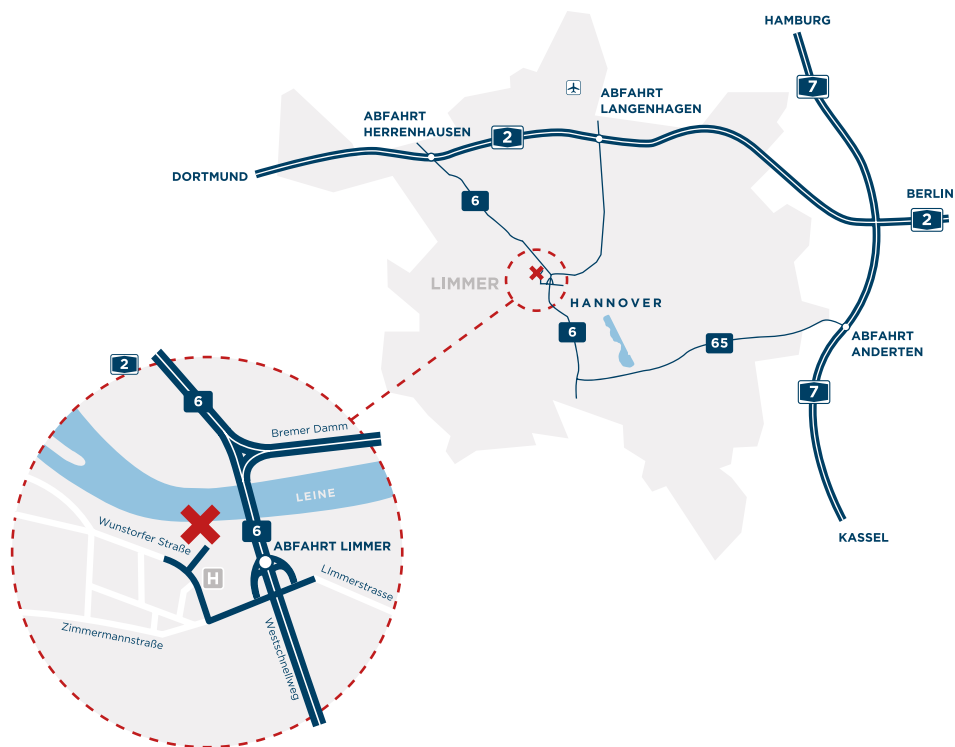 HAMBURG
7
ABFAHRT
LANGENHAGEN
ABFAHRT
HERRENHAUSEN
2
DORTMUND
6
BERLIN
2
LIMMER
HANNOVER
6
65
ABFAHRT
ANDERTEN
7
KASSEL
2
6
Bremer Damm
LEINE
Wunstorfer Straße
6
ABFAHRT LIMMER
H
LImmerstrasse
Zimmermannstraße
Westschnellweg